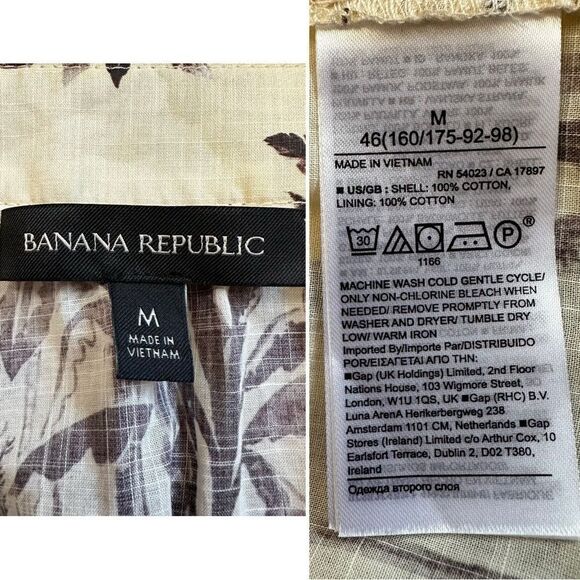 BANANA REPUBLIC
M
MADE IN
VIETNAM
M
46(160/175-92-98)
MADE IN VIETNAM
RN 54023 / CA 17897
■ US/GB: SHELL: 100% COTTON,
LINING: 100% COTTON
30 P
1166
MACHINE WASH COLD GENTLE CYCLE/
ONLY NON-CHLORINE BLEACH WHEN
NEEDED/ REMOVE PROMPTLY FROM
WASHER AND DRYER/ TUMBLE DRY
LOW/ WARM IRON
Imported By/Importe Par/DISTRIBUIDO
POR/ΕΙΣΑΓΕΤΑΙ ΑΠΟ ΤΗΝ:
■Gap (UK Holdings) Limited, 2nd Floor
Nations House, 103 Wigmore Street,
London, W1U 1QS, UK ■Gap (RHC) B.V.
Luna ArenA Herikerbergweg 238
Amsterdam 1101 CM, Netherlands ■Gap
Stores (Ireland) Limited c/o Arthur Cox, 10
Earlsfort Terrace, Dublin 2, D02 T380,
Ireland
Одежда второго слоя